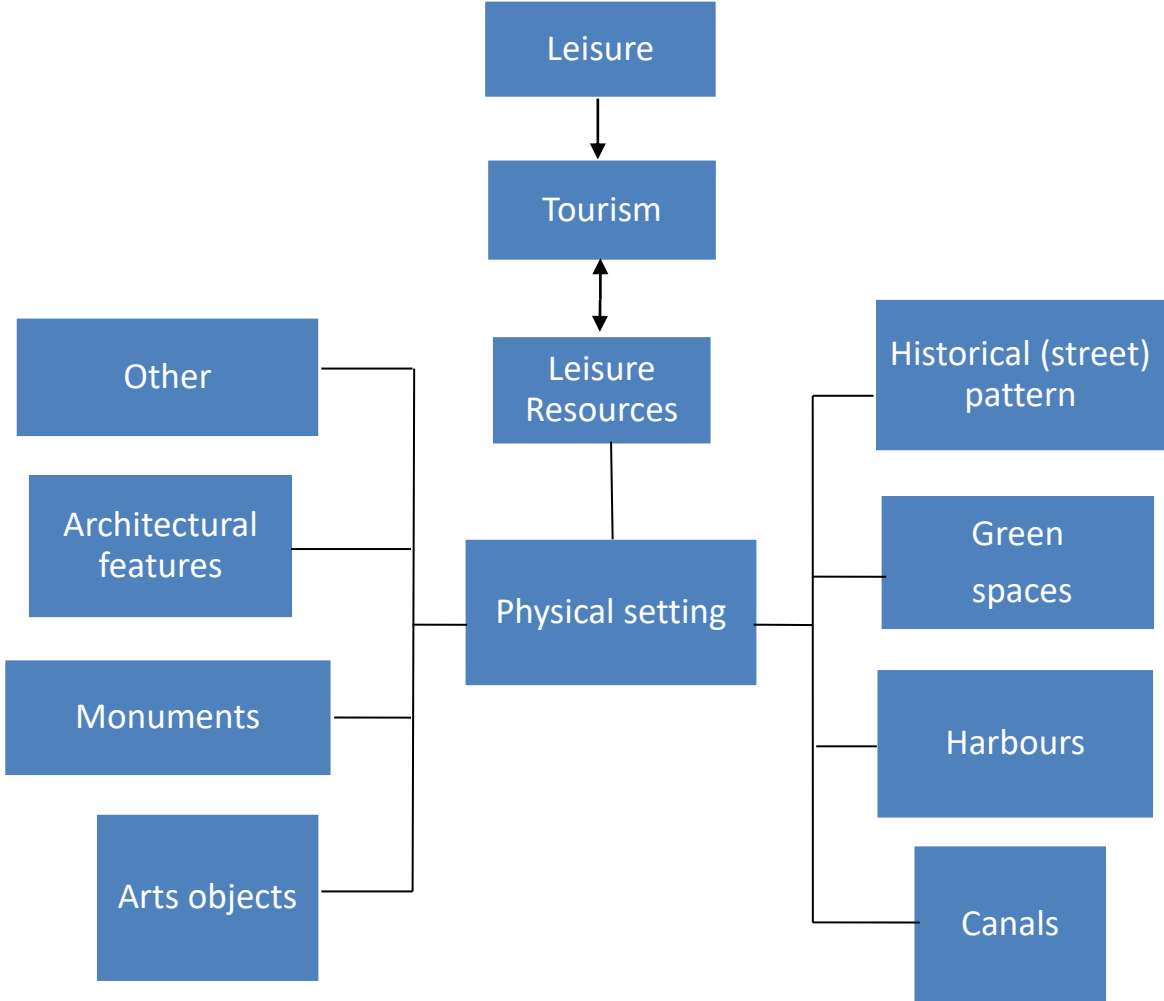 Leisure
Tourism
Leisure
Resources
Physical setting
Other
Architectural
features
Monuments
Arts objects
Historical (street)
pattern
Green
spaces
Harbours
Canals